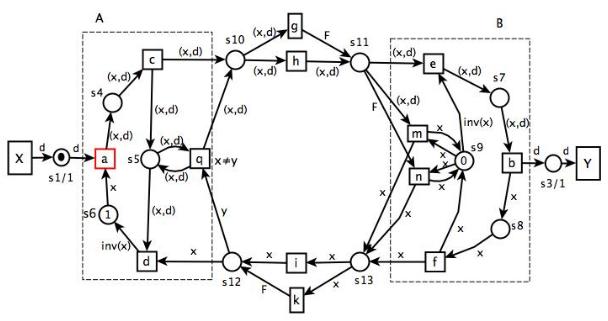 A
B
g
(x,d)
F
c
(x,d)
s10
h
s11
(x,d)
(x,d)
(x,d)
e
(x,d)
s7
s4
(x,d)
(x,d)
(x,d)
(x,d)
F
(x,d)
inv(x)
(x,d)
m
x
x
s9
0
X
d
s1/1
d
a
s5
(x,d)
(x,d)
q
x≠y
n
x
x
b
d
s3/1
d
Y
x
s6
1
(x,d)
y
x
x
x
x
s8
inv(x)
d
x
s12
x
i
x
s13
x
f
x
F
k
x